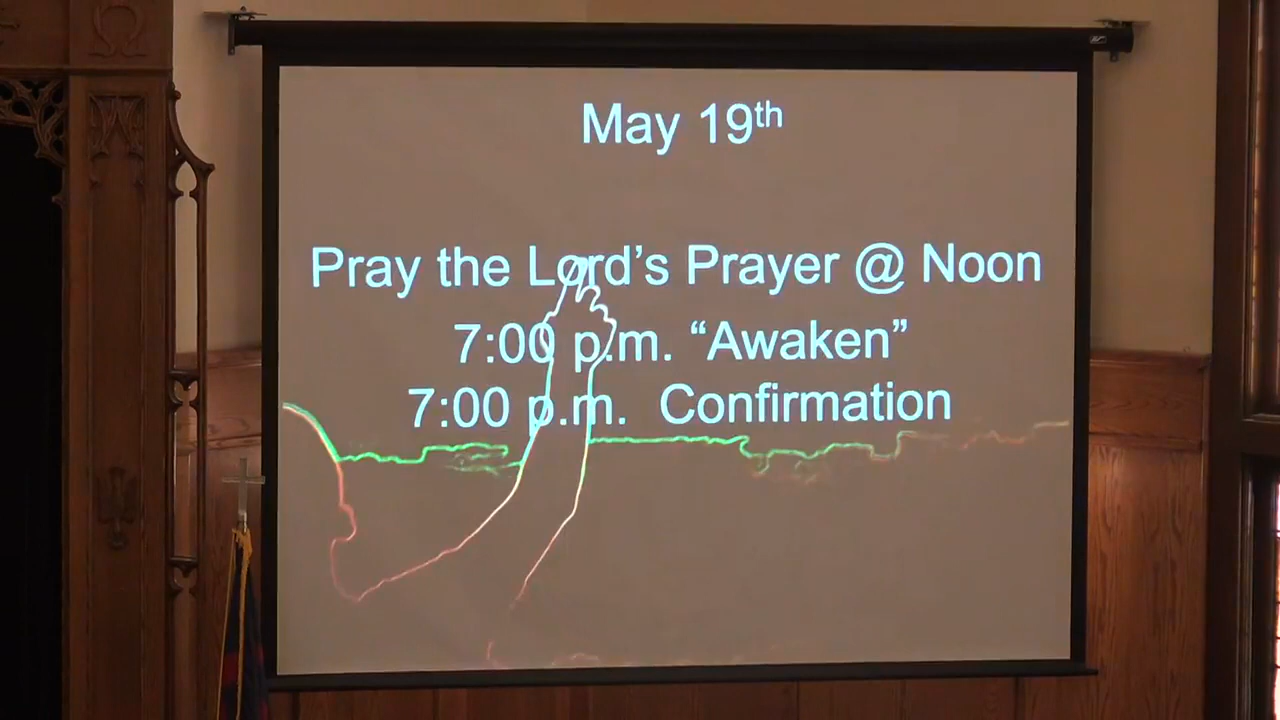 May 19th
Pray the Lord's Prayer @ Noon
7:00 p.m. “Awaken”
7:00 p.m. Confirmation